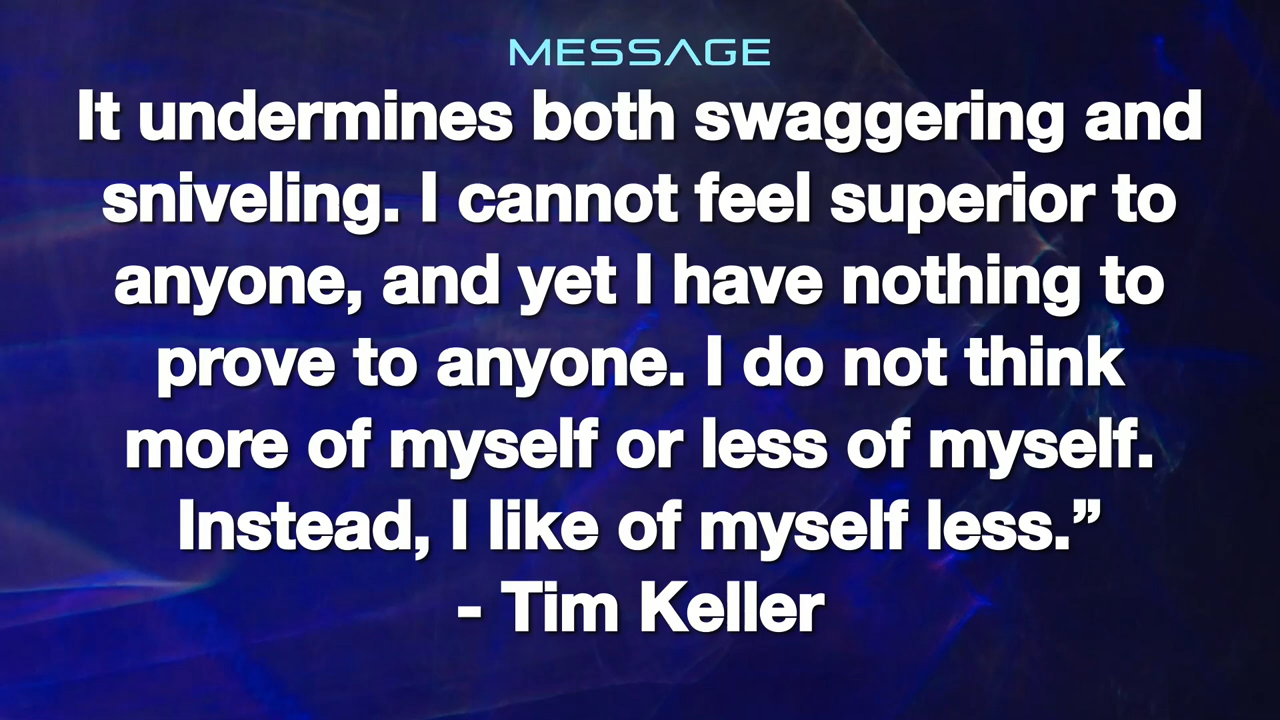 MESSAGE
It undermines both swaggering and
sniveling. I cannot feel superior to
anyone, and yet I have nothing to
prove to anyone. I do not think
more of myself or less of myself.
Instead, I like of myself less.”
- Tim Keller